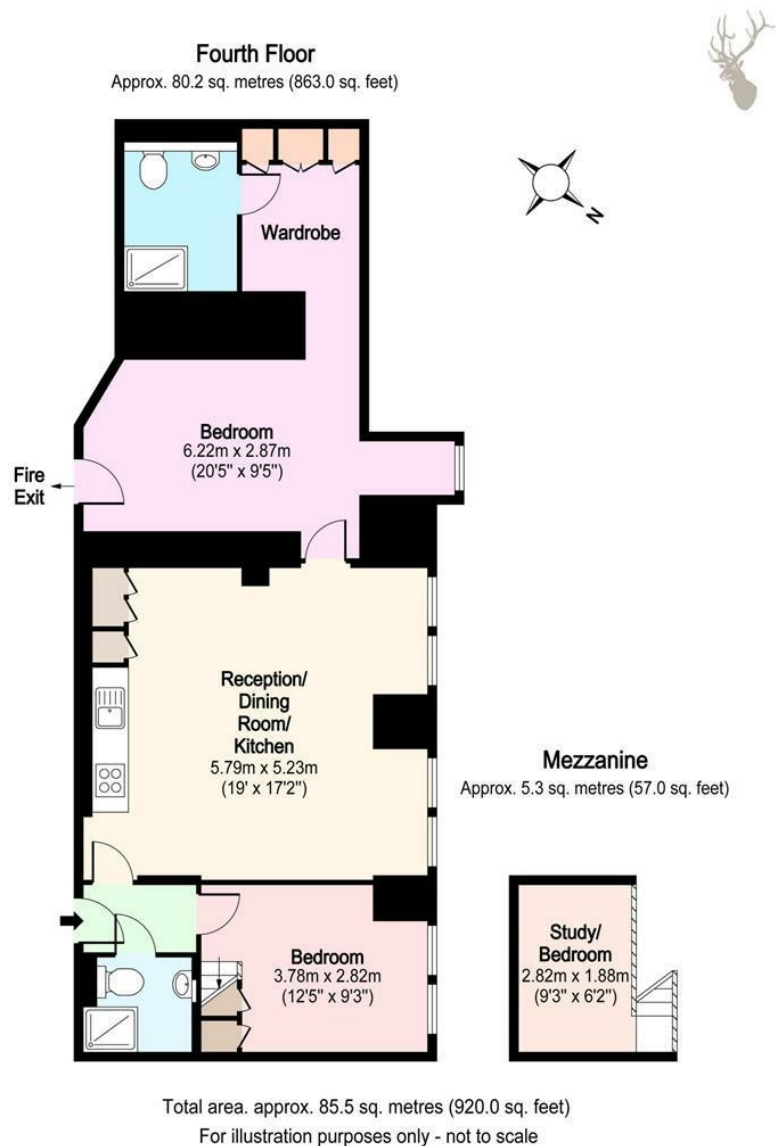 Fourth Floor
Approx. 80.2 sq. metres (863.0 sq. feet)
N
Wardrobe
Bedroom
6.22m x 2.87m
(20'5" x 9'5")
Fire
Exit
Reception/
Dining
Room/
Kitchen
5.79m x 5.23m
(19' x 17'2")
Mezzanine
Approx. 5.3 sq. metres (57.0 sq. feet)
Study/
Bedroom
2.82m x 1.88m
(9'3" x 6'2")
Bedroom
3.78m x 2.82m
(12'5" x 9'3")
Total area. approx. 85.5 sq. metres (920.0 sq. feet)
For illustration purposes only - not to scale